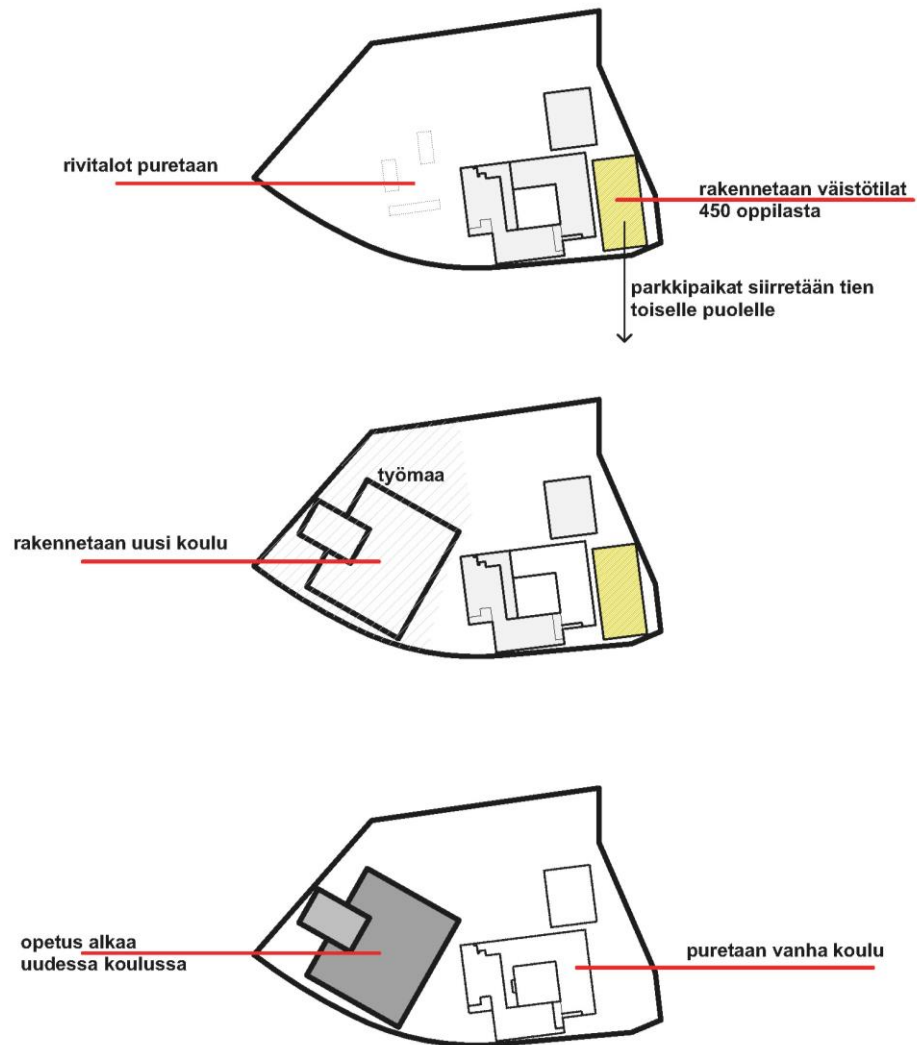 rivitalot puretaan
rakennetaan väistötilat
450 oppilasta
parkkipaikat siirretään tien
toiselle puolelle
työmaa
rakennetaan uusi koulu
opetus alkaa
uudessa koulussa
puretaan vanha koulu